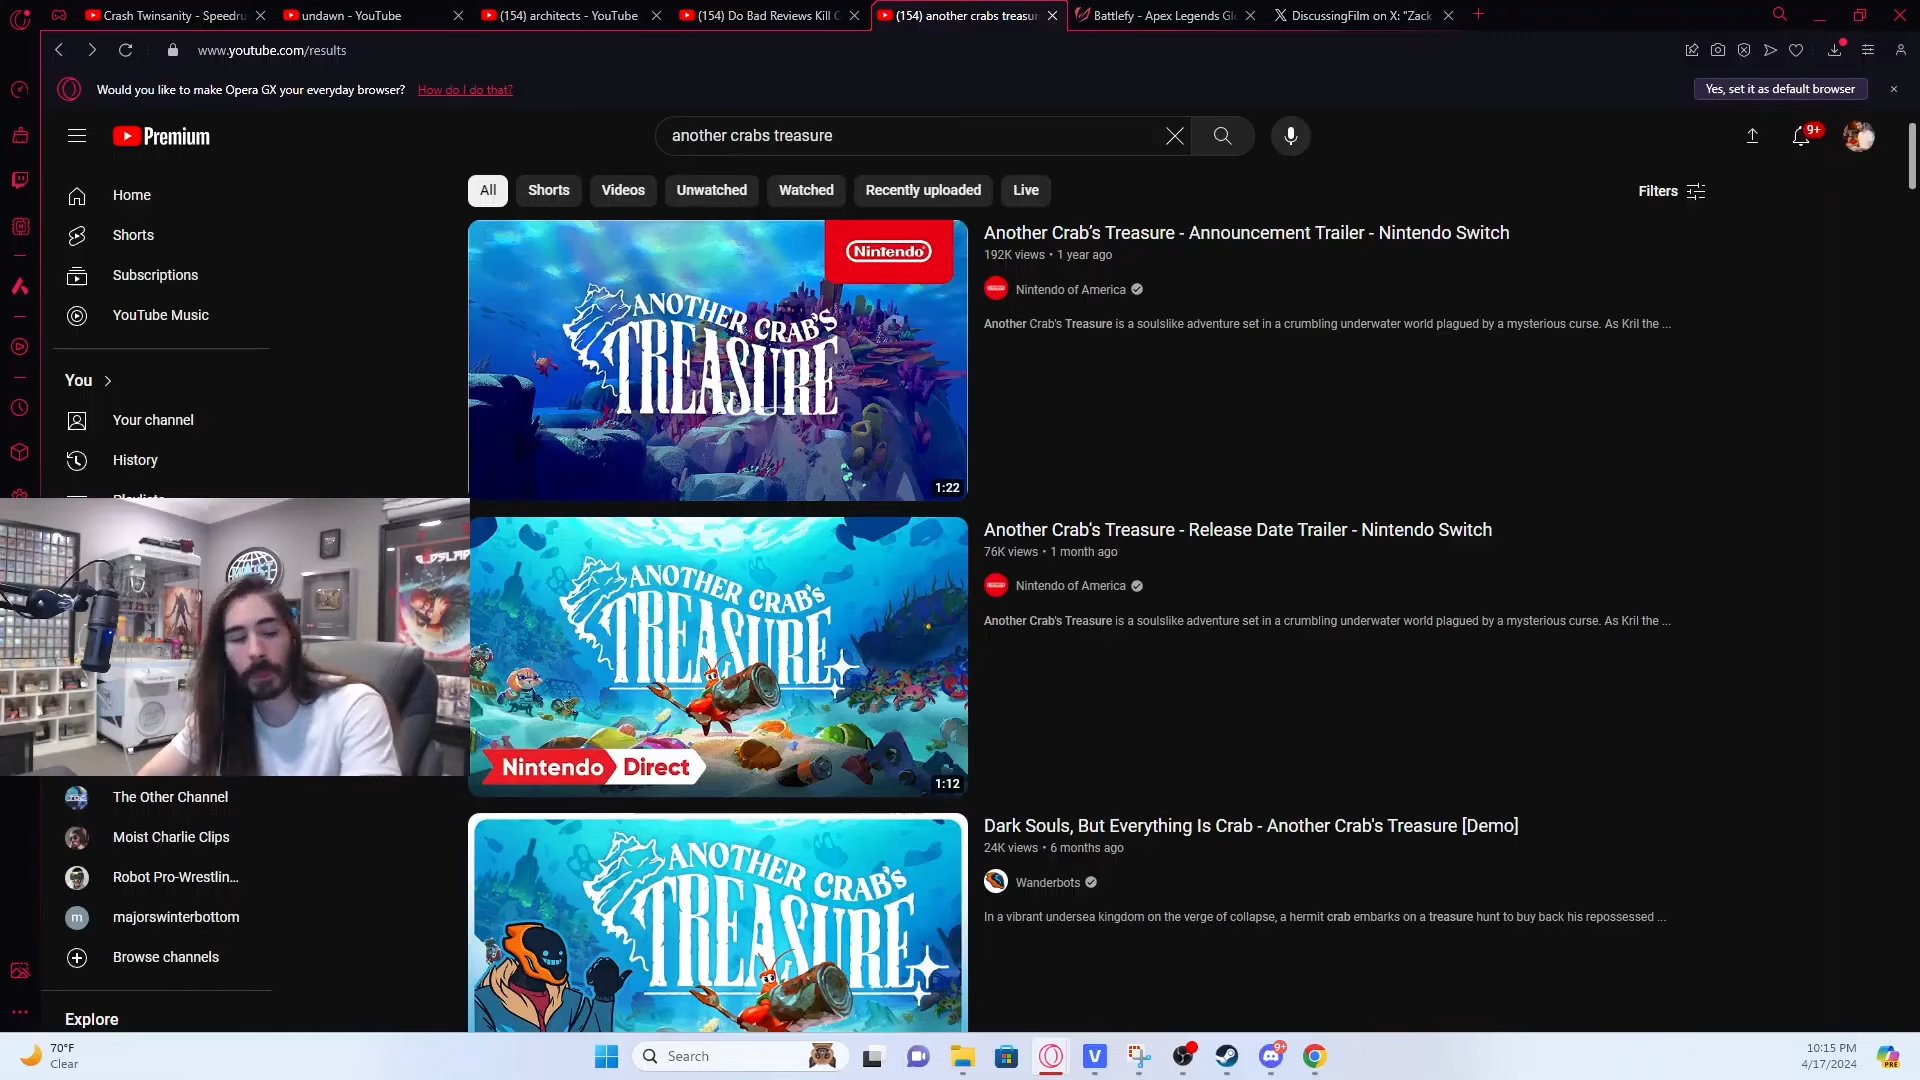 Crash Twinsanity - Speedru
undawn - YouTube
(154) architects - YouTube
(154) Do Bad Reviews Kill C
(154) another crabs treasur
Battlefy - Apex Legends Gl
DiscussingFilm on X: "Zack
www.youtube.com/results
Would you like to make Opera GX your everyday browser? How do I do that?
Yes, set it as default browser
Premium
another crabs treasure
9+
Home
Shorts
Subscriptions
YouTube Music
You
Your channel
History
All
Shorts
Videos
Unwatched
Watched
Recently uploaded
Live
Filters
Nintendo
ANOTHER CRAB'S
TREASURE
1:22
Another Crab's Treasure - Announcement Trailer - Nintendo Switch
192K views • 1 year ago
Nintendo of America
Another Crab's Treasure is a soulslike adventure set in a crumbling underwater world plagued by a mysterious curse. As Kril the ...
ANOTHER CRAB'S
TREASURE
Nintendo Direct
1:12
Another Crab's Treasure - Release Date Trailer - Nintendo Switch
76K views • 1 month ago
Nintendo of America
Another Crab's Treasure is a soulslike adventure set in a crumbling underwater world plagued by a mysterious curse. As Kril the ...
ANOTHER CRAB'S
TREASURE
Dark Souls, But Everything Is Crab - Another Crab's Treasure [Demo]
24K views • 6 months ago
Wanderbots
In a vibrant undersea kingdom on the verge of collapse, a hermit crab embarks on a treasure hunt to buy back his repossessed ...
The Other Channel
Moist Charlie Clips
Robot Pro-Wrestlin...
m
majorswinterbottom
Browse channels
Explore
70°F
Clear
Search
V
9+
10:15 PM
4/17/2024
PRE